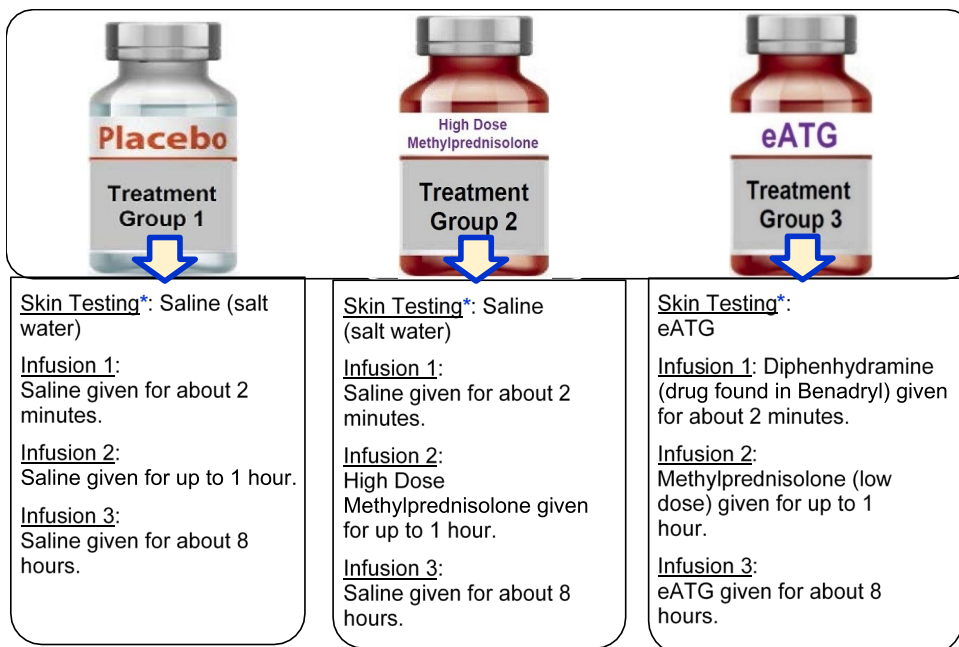 Placebo
Treatment
Group 1
High Dose
Methylprednisolone
Treatment
Group 2
eATG
Treatment
Group 3
Skin Testing*: Saline (salt
water)
Infusion 1:
Saline given for about 2
minutes.
Infusion 2:
Saline given for up to 1 hour.
Infusion 3:
Saline given for about 8
hours.
Skin Testing*: Saline
(salt water)
Infusion 1:
Saline given for about 2
minutes.
Infusion 2:
High Dose
Methylprednisolone given
for up to 1 hour.
Infusion 3:
Saline given for about 8
hours.
Skin Testing*:
eATG
Infusion 1: Diphenhydramine
(drug found in Benadryl) given
for about 2 minutes.
Infusion 2:
Methylprednisolone (low
dose) given for up to 1
hour.
Infusion 3:
eATG given for about 8
hours.